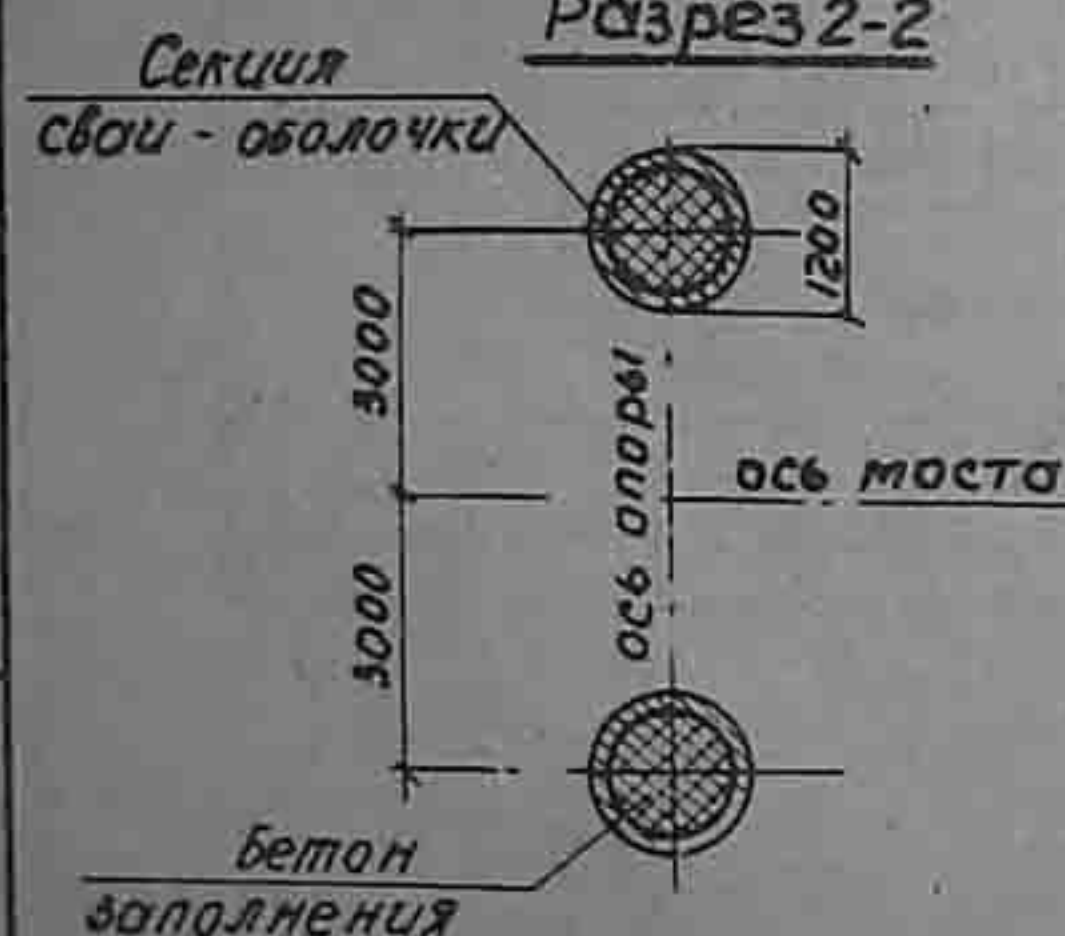 Разрез 2-2
Секция
сваи - оболочки
1200
3000
ось опоры
ось моста
3000
Бетон
заполнения